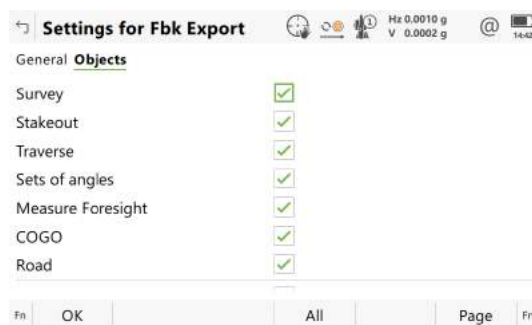 Settings for Fbk Export
1
Hz 0.0010 g
V 0.0002 g
@
14:42
General Objects
Survey
Stakeout
Traverse
Sets of angles
Measure Foresight
COGO
Road
Fn OK All Page Fn